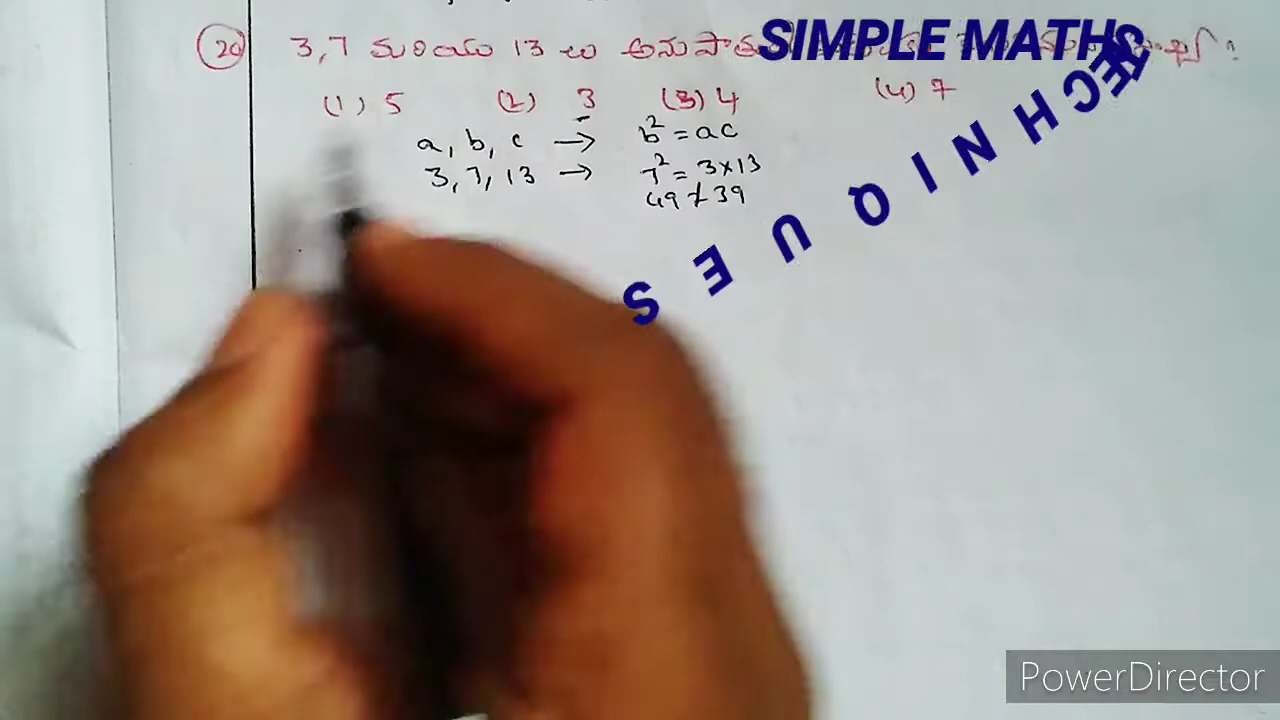 20 3,7 మరియు 13 లు
(1) 5 (2) 3 (3) 4 (4) 7
a, b, c → b² = ac
3, 7, 13 → 7² = 3×13
49 ≠ 39
SIMPLE MATHS
TECHNIQUES
PowerDirector